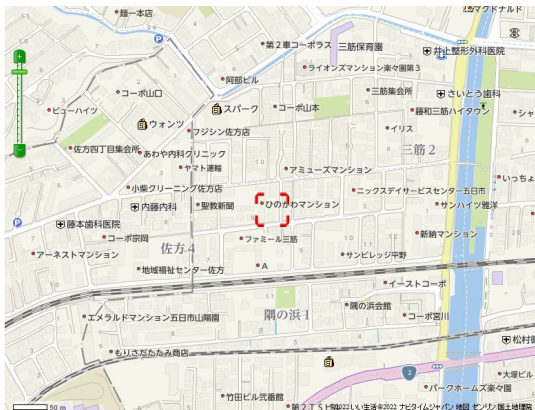 麺一本店
マクドナルド
第2車コーポラス
三筋保育園
井上整形外科医院
ライオンズマンション楽々園第3
阿部ビル
コーポ山口
三筋集会所
さいとう歯科
ビューハイツ
スパーク
コーポ山本
藤和三筋ハイタウン
シャ
ウォンツ
フジシン佐方店
イリス
三筋2
佐方四丁目集会所
あわや内科クリニック
ヤマト運輸
アミューズマンション
いっちょ
小柴クリーニング佐方店
ニックスデイサービスセンター五日市
内藤内科
聖教新聞
ひのかわマンション
サンハイツ雅洋
藤本歯科医院
コーポ宗岡
ファミール三筋
新納マンション
アーネストマンション
佐方4
サンビレッジ平野
地域福祉センター佐方
A
イーストコーポ
隅の浜1
隅の浜会館
エメラルドマンション五日市山陽園
コーポ宮川
もりさだたたみ商店
松村
2
大塚ビル
パークホームズ楽々園
竹田ビル弐番館
50 m
第2TSト
©2022いい生活©2022 ナビタイムジャパン 地図 ゼンリン 国土地理院